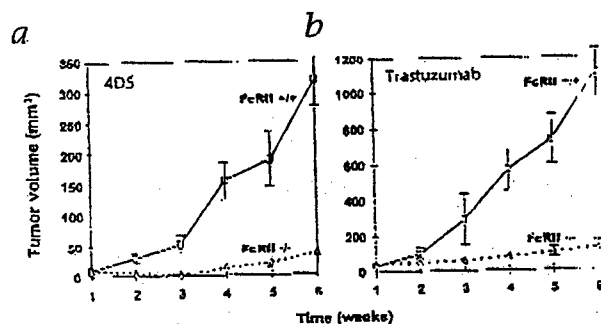 a
b
4D5
Trastuzumab
FcRII +/+
FcRII -/-
FcRII
FcRII
Tumor volume (mm³)
350
300
250
200
150
100
50
0
1200
1000
800
600
400
200
0
1 2 3 4 5 6
1 2 3 4 5 6
Time (weeks)